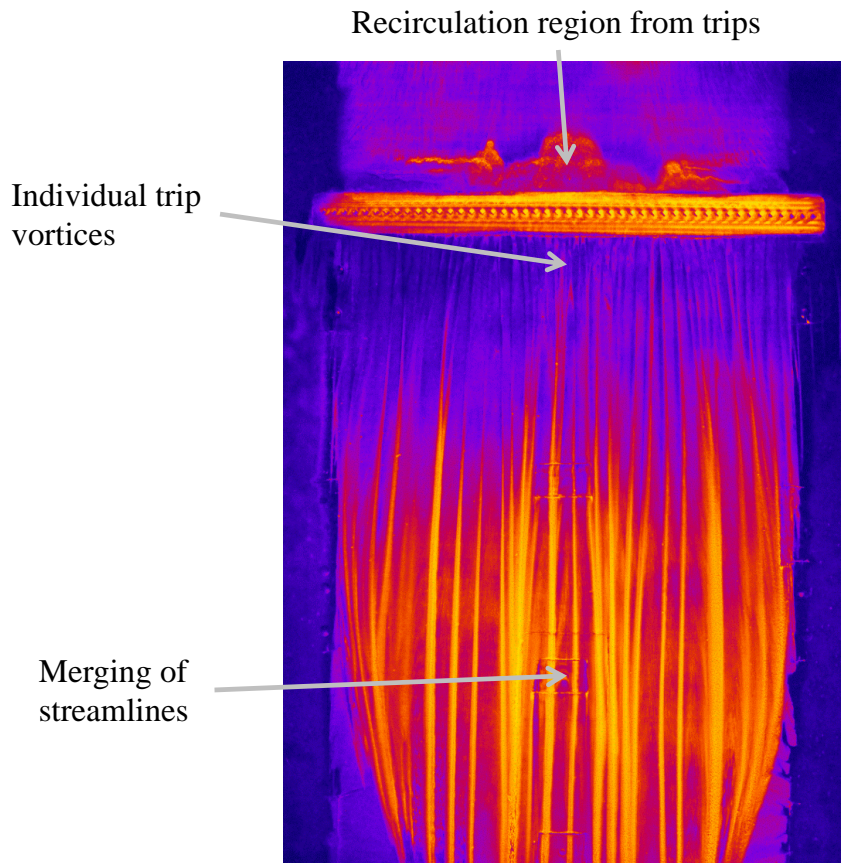 Recirculation region from trips
Individual trip
vortices
Merging of
streamlines